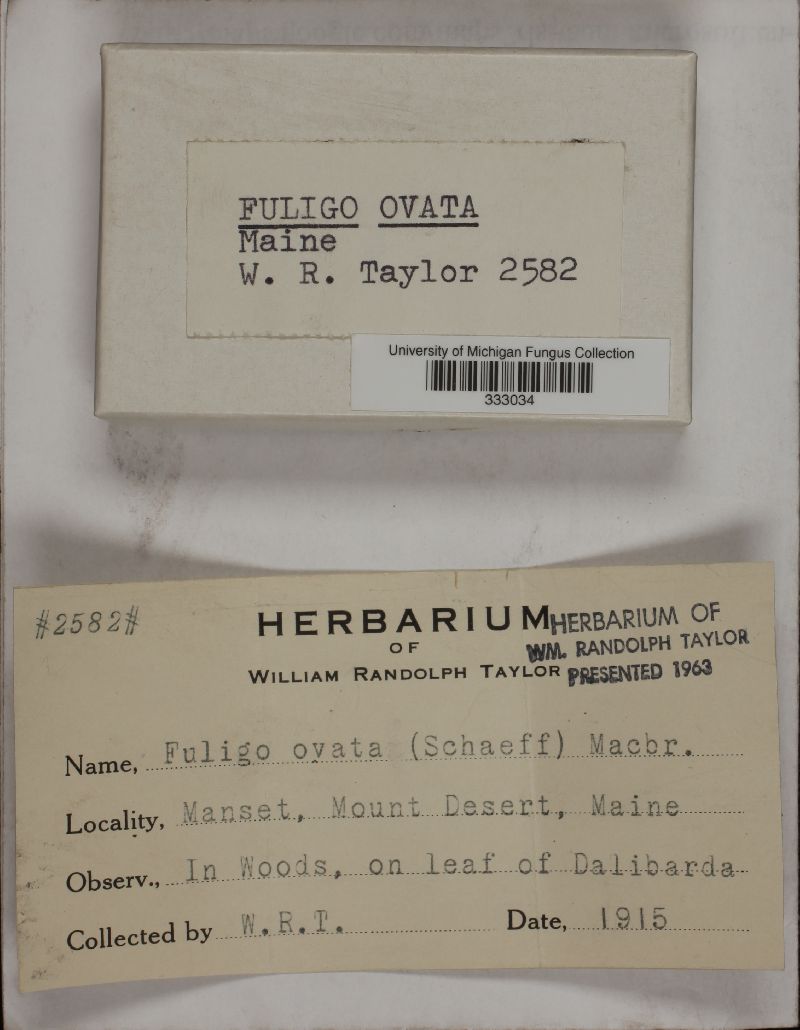 FULIGO OVATA
Maine
W. R. Taylor 2582
University of Michigan Fungus Collection
333034
#2582#
HERBARIUM
OF
WILLIAM RANDOLPH TAYLOR
HERBARIUM OF
WM. RANDOLPH TAYLOR
PRESENTED 1963
Name, Fuligo ovata (Schaeff) Macbr.
Locality, Manset, Mount Desert, Maine
Observ., In Woods, on leaf of Dalibarda
Collected by W.R.T. Date, 1915